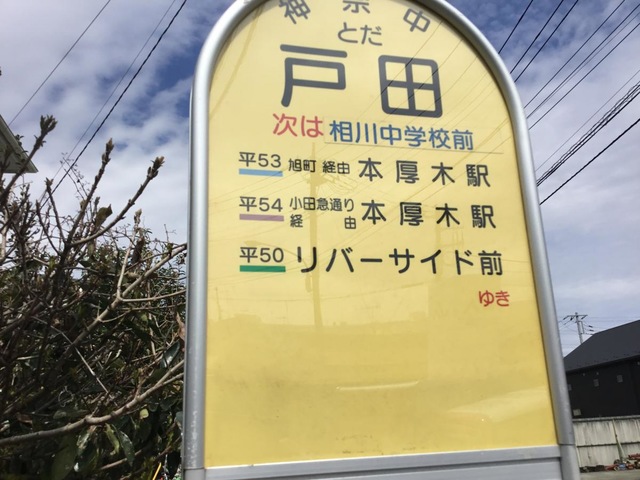 神奈中
とだ
戸田
次は 相川中学校前
平53 旭町 経由 本厚木駅
平54 小田急通り経由 本厚木駅
平50 リバーサイド前
ゆき